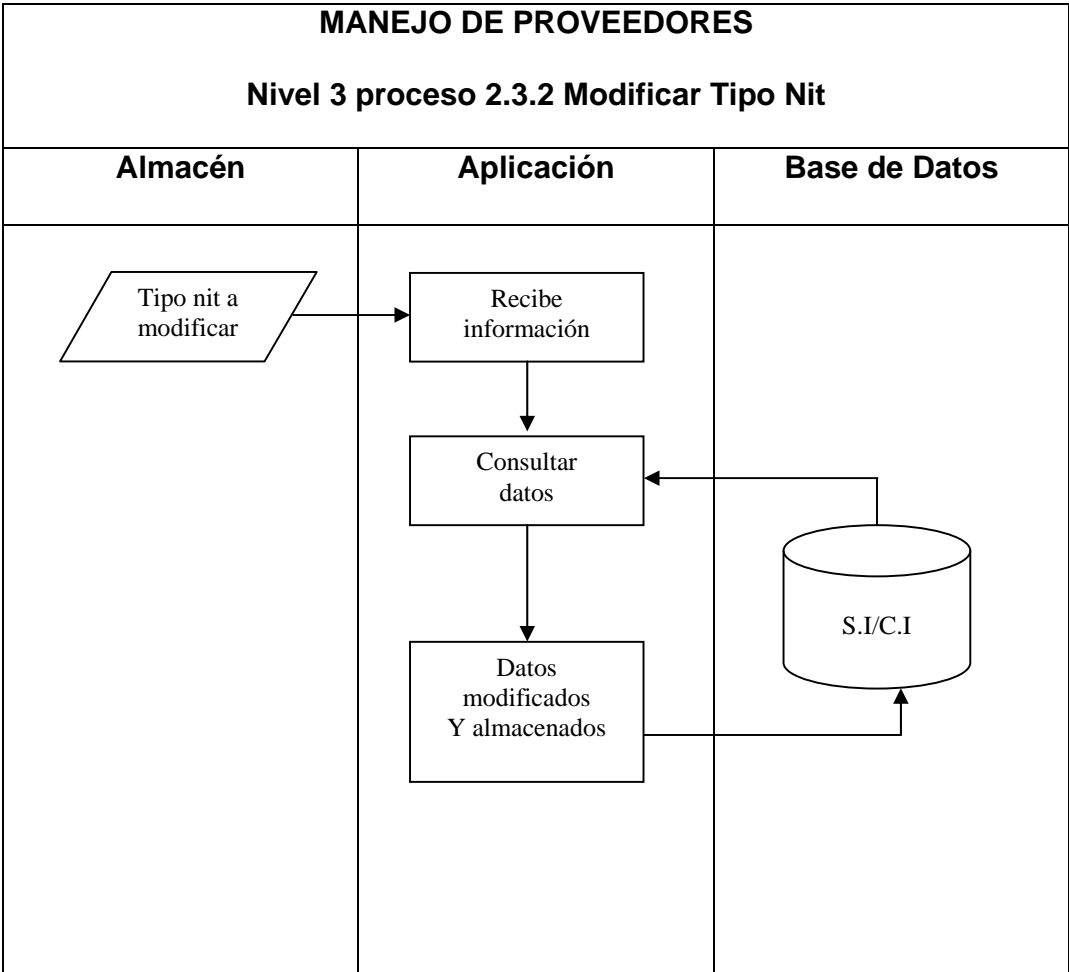 MANEJO DE PROVEEDORES
Nivel 3 proceso 2.3.2 Modificar Tipo Nit
Almacén
Aplicación
Base de Datos
Tipo nit a
modificar
Recibe
información
Consultar
datos
S.I/C.I
Datos
modificados
Y almacenados